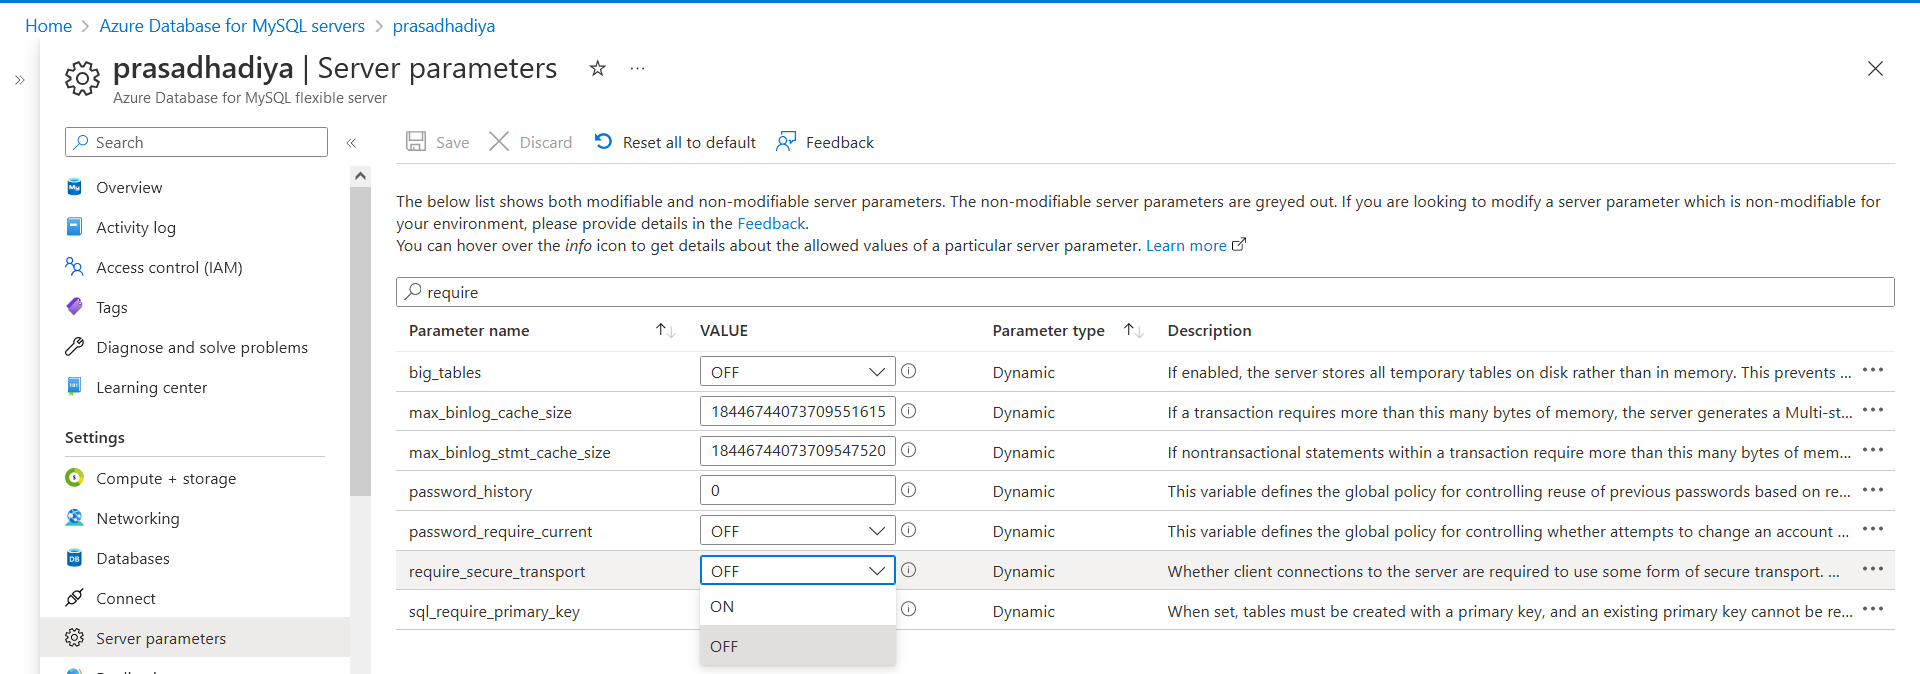 Home > Azure Database for MySQL servers > prasadhadiya
prasadhadiya | Server parameters
Azure Database for MySQL flexible server
Search
Overview
Activity log
Access control (IAM)
Tags
Diagnose and solve problems
Learning center
Settings
Compute + storage
Networking
Databases
Connect
Server parameters
Save Discard Reset all to default Feedback
The below list shows both modifiable and non-modifiable server parameters. The non-modifiable server parameters are greyed out. If you are looking to modify a server parameter which is non-modifiable for
your environment, please provide details in the Feedback.
You can hover over the info icon to get details about the allowed values of a particular server parameter. Learn more
require
Parameter name VALUE Parameter type Description
big_tables OFF Dynamic If enabled, the server stores all temporary tables on disk rather than in memory. This prevents ...
max_binlog_cache_size 18446744073709551615 Dynamic If a transaction requires more than this many bytes of memory, the server generates a Multi-st...
max_binlog_stmt_cache_size 18446744073709547520 Dynamic If nontransactional statements within a transaction require more than this many bytes of mem...
password_history 0 Dynamic This variable defines the global policy for controlling reuse of previous passwords based on re...
password_require_current OFF Dynamic This variable defines the global policy for controlling whether attempts to change an account ...
require_secure_transport OFF Dynamic Whether client connections to the server are required to use some form of secure transport. ...
ON
sql_require_primary_key Dynamic When set, tables must be created with a primary key, and an existing primary key cannot be re...
OFF